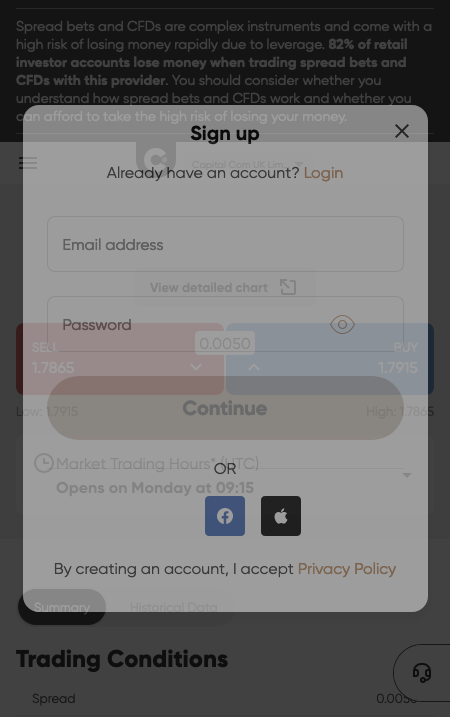 Spread bets and CFDs are complex instruments and come with a
high risk of losing money rapidly due to leverage. 82% of retail
investor accounts lose money when trading spread bets and
CFDs with this provider. You should consider whether you
understand how spread bets and CFDs work and whether you
can afford to take the high risk of losing your money.
Sign up
Capital Com UK Lim...
Already have an account? Login
Email address
View detailed chart
Password
SELL
0.0050
BUY
1.7865
1.7915
Continue
Low: 1.7915
High: 1.7865
Market Trading Hours* (UTC)
OR
Opens on Monday at 09:15
By creating an account, I accept Privacy Policy
Summary
Historical Data
Trading Conditions
Spread
0.0050